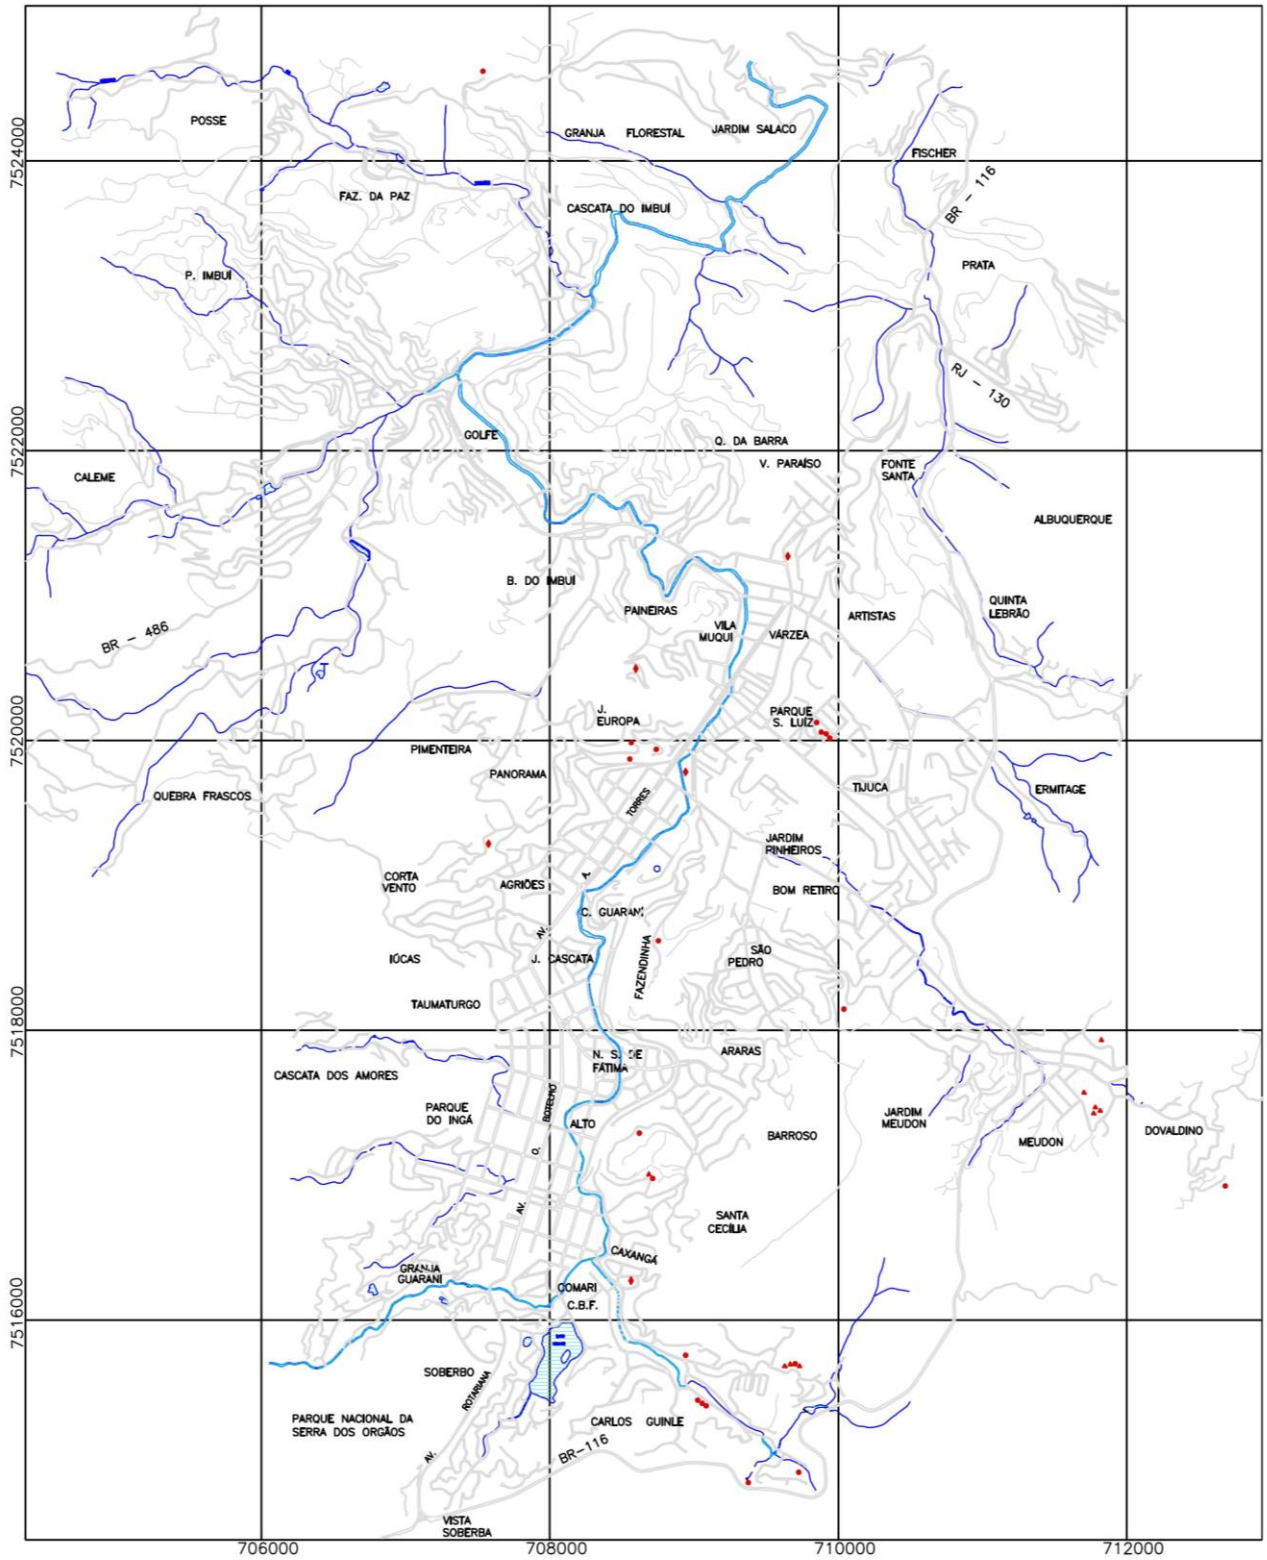 POSSE
GRANJA FLORESTAL
JARDIM SALACO
7524000
FISCHER
FAZ. DA PAZ
CASCATA DO IMBUÍ
BR - 116
P. IMBUÍ
PRATA
RJ - 130
7522000
GOLFE
Q. DA BARRA
V. PARAÍSO
FONTE
SANTA
CALEME
ALBUQUERQUE
B. DO IMBUÍ
PAINEIRAS
VILA
MUQUI
VÁRZEA
ARTISTAS
QUINTA
LEBRÃO
BR - 486
J.
EUROPA
PARQUE
S. LUÍZ
7520000
PIMENTEIRA
PANORAMA
QUEBRA FRASCOS
TORRES
TIJUCA
ERMITAGE
JARDIM
PINHEIROS
CORTA
VENTO
AGRIÕES
A.
BOM RETIRO
C. GUARANÍ
AV.
IÚCAS
J. CASCATA
FAZENDINHA
SÃO
PEDRO
TAUMATURGO
7518000
N. S. DE
FÁTIMA
ARARAS
CASCATA DOS AMORES
BOTELHO
PARQUE
DO INGÁ
ALTO
BARROSO
JARDIM
MEUDON
MEUDON
DOVALDINO
O.
AV.
SANTA
CECÍLIA
CAXANGÁ
GRANJA
GUARANÍ
COMARI
C.B.F.
7516000
SOBERBO
ROTARIANA
PARQUE NACIONAL DA
SERRA DOS ORGÃOS
CARLOS GUINLE
AV.
BR-116
VISTA
SOBERBA
706000
708000
710000
712000